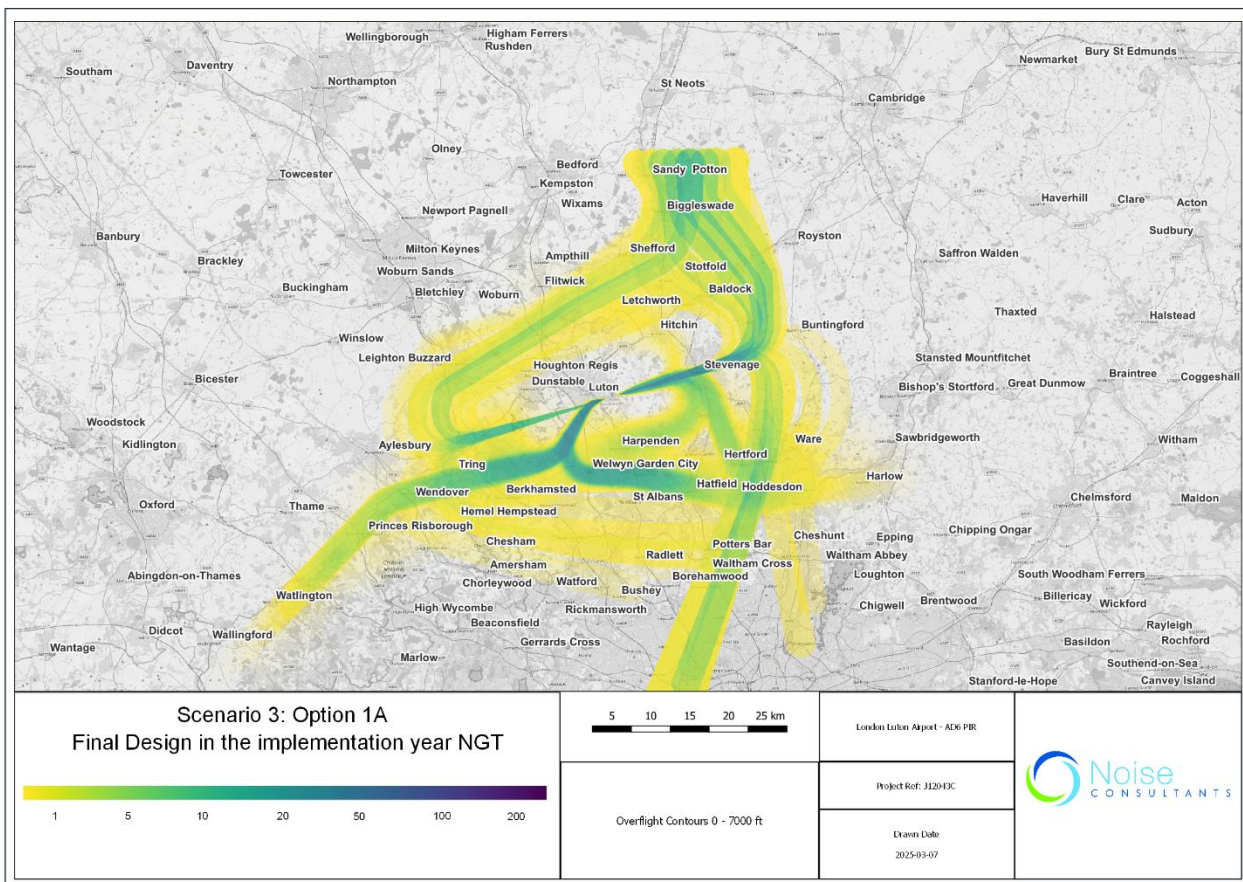 Wellingborough
Higham Ferrers
Rushden
Bury St Edmunds
Newmarket
Southam
Daventry
Northampton
St Neots
Cambridge
Olney
Bedford
Sandy Potton
Towcester
Kempston
Wixams
Haverhill
Clare
Acton
Newport Pagnell
Biggleswade
Sudbury
Banbury
Milton Keynes
Shefford
Royston
Brackley
Woburn Sands
Ampthill
Stotfold
Saffron Walden
Buckingham
Bletchley
Woburn
Flitwick
Baldock
Letchworth
Thaxted
Halstead
Winslow
Hitchin
Buntingford
Leighton Buzzard
Houghton Regis
Stevenage
Stansted Mountfitchet
Bicester
Dunstable
Luton
Bishop's Stortford
Great Dunmow
Braintree
Coggeshall
Woodstock
Kidlington
Aylesbury
Harpenden
Ware
Sawbridgeworth
Witham
Tring
Welwyn Garden City
Hertford
Harlow
Oxford
Thame
Wendover
Berkhamsted
St Albans
Hatfield
Hoddesdon
Chelmsford
Maldon
Hemel Hempstead
Princes Risborough
Chesham
Potters Bar
Cheshunt
Epping
Chipping Ongar
Abingdon-on-Thames
Amersham
Radlett
Waltham Cross
Waltham Abbey
Chorleywood
Watford
Borehamwood
Loughton
South Woodham Ferrers
Watlington
Bushey
Billericay
High Wycombe
Rickmansworth
Chigwell
Brentwood
Wickford
Didcot
Wallingford
Beaconsfield
Rayleigh
Wantage
Gerrards Cross
Basildon
Rochford
Marlow
Southend-on-Sea
Stanford-le-Hope
Canvey Island
Scenario 3: Option 1A
Final Design in the implementation year NGT
1 5 10 20 50 100 200
5 10 15 20 25 km
Overflight Contours 0 - 7000 ft
London Luton Airport - AD6 PIR
Project Ref: J12043C
Drawn Date
2025-03-07
Noise
CONSULTANTS